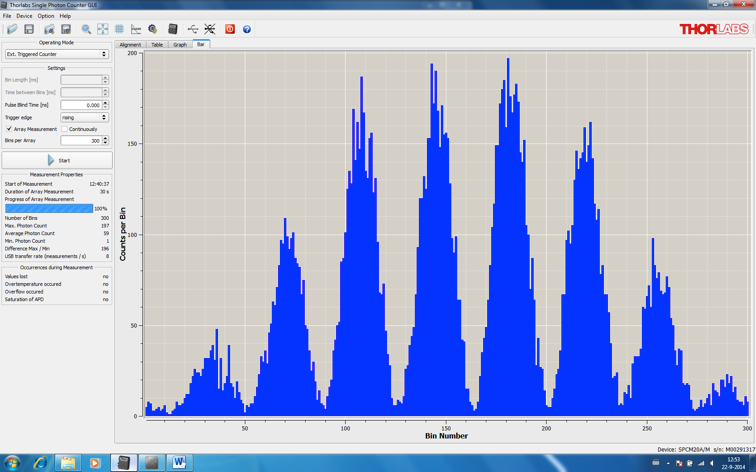 Thorlabs Single Photon Counter GUI
File Device Option Help
THORLABS
Operating Mode
Ext. Triggered Counter
Settings
Bin Length [ns]
Time between Bins [ns]
Pulse Blind Time [ns] 0.000
Trigger edge rising
Array Measurement Continuously
Bins per Array 300
Start
Measurement Properties
Start of Measurement 12:40:37
Duration of Array Measurement 30 s
Progress of Array Measurement
100%
Number of Bins 300
Max. Photon Count 197
Average Photon Count 59
Min. Photon Count 1
Difference Max / Min 196
USB transfer rate (measurements / s) 8
Occurrences during Measurement
Values lost no
Overtemperature occured no
Overflow occured no
Saturation of APD no
Alignment Table Graph Bar
200
150
100
50
0
Counts per Bin
50 100 150 200 250 300
Bin Number
Device: SPCM20A/M s/n: M00291337
12:53
22-9-2014